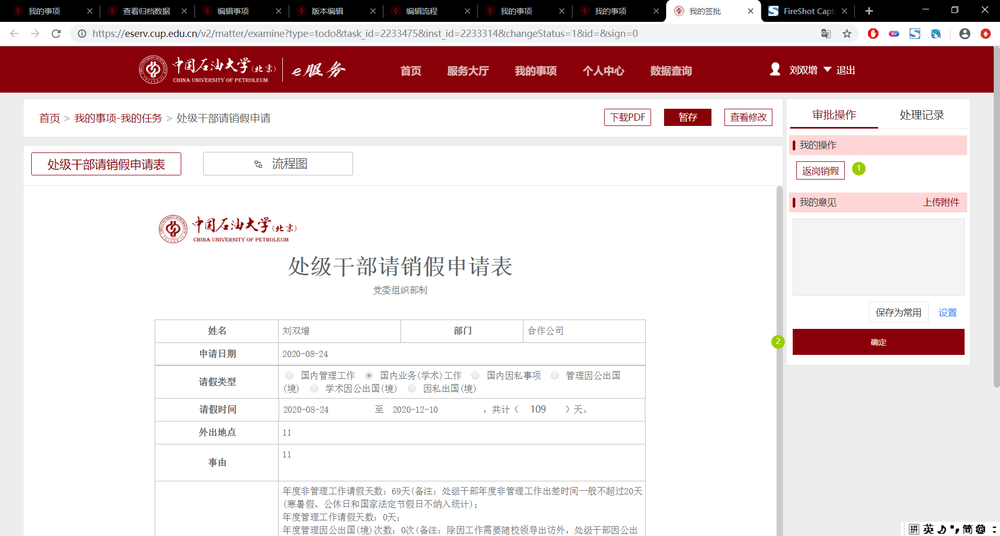 我的事项 查看归档数据 编辑事项 版本编辑 编辑流程 我的事项 我的事项 我的签批 FireShot Capt
https://eserv.cup.edu.cn/v2/matter/examine?type=todo&task_id=2233475&inst_id=2233314&changeStatus=1&id=&sign=0
中国石油大学(北京) e服务
CHINA UNIVERSITY OF PETROLEUM
首页 服务大厅 我的事项 个人中心 数据查询 刘双增 退出
首页 > 我的事项-我的任务 > 处级干部请销假申请
下载PDF 暂存 查看修改
审批操作 处理记录
我的操作
返岗销假 1
我的意见 上传附件
保存为常用 设置
2 确定
处级干部请销假申请表 流程图
中国石油大学(北京)
CHINA UNIVERSITY OF PETROLEUM
处级干部请销假申请表
党委组织部制
姓名 刘双增 部门 合作公司
申请日期 2020-08-24
请假类型 国内管理工作 国内业务(学术)工作 国内因私事项 管理因公出国
(境) 学术因公出国(境) 因私出国(境)
请假时间 2020-08-24 至 2020-12-10 ，共计（ 109 ）天。
外出地点 11
事由 11
年度非管理工作请假天数：69天(备注：处级干部年度非管理工作出差时间一般不超过20天
(寒暑假、公休日和国家法定节假日不纳入统计)；
年度管理工作请假天数：0天；
年度管理因公出国(境)次数：0次(备注：除因工作需要随校领导出访外，处级干部因公出
拼 英 简